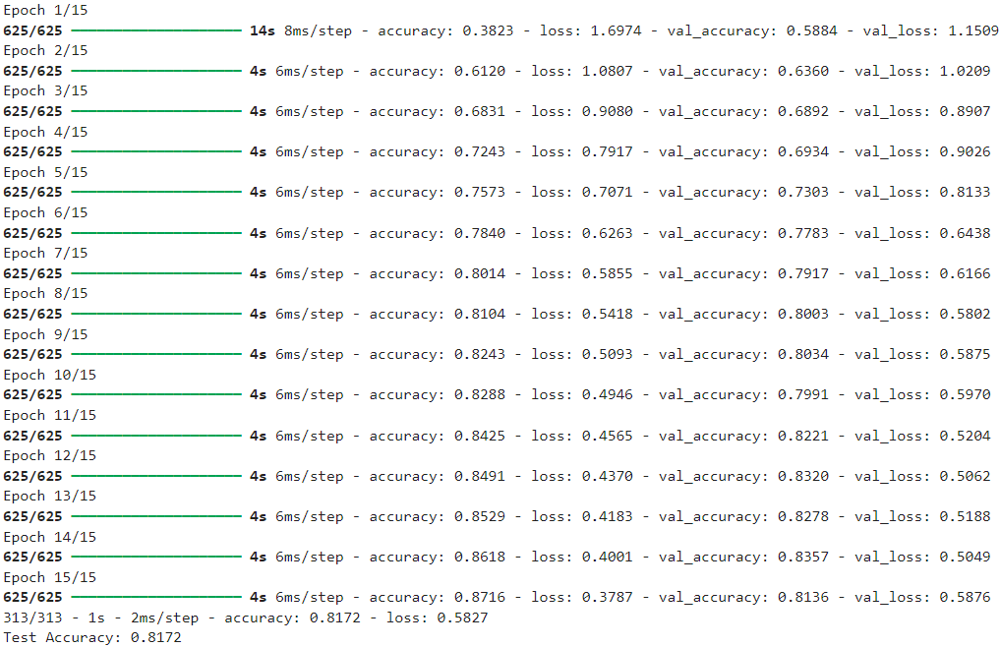 Epoch 1/15
625/625 ━━━━━━━━━━━━━━━━━━━━ 14s 8ms/step - accuracy: 0.3823 - loss: 1.6974 - val_accuracy: 0.5884 - val_loss: 1.1509
Epoch 2/15
625/625 ━━━━━━━━━━━━━━━━━━━━ 4s 6ms/step - accuracy: 0.6120 - loss: 1.0807 - val_accuracy: 0.6360 - val_loss: 1.0209
Epoch 3/15
625/625 ━━━━━━━━━━━━━━━━━━━━ 4s 6ms/step - accuracy: 0.6831 - loss: 0.9080 - val_accuracy: 0.6892 - val_loss: 0.8907
Epoch 4/15
625/625 ━━━━━━━━━━━━━━━━━━━━ 4s 6ms/step - accuracy: 0.7243 - loss: 0.7917 - val_accuracy: 0.6934 - val_loss: 0.9026
Epoch 5/15
625/625 ━━━━━━━━━━━━━━━━━━━━ 4s 6ms/step - accuracy: 0.7573 - loss: 0.7071 - val_accuracy: 0.7303 - val_loss: 0.8133
Epoch 6/15
625/625 ━━━━━━━━━━━━━━━━━━━━ 4s 6ms/step - accuracy: 0.7840 - loss: 0.6263 - val_accuracy: 0.7783 - val_loss: 0.6438
Epoch 7/15
625/625 ━━━━━━━━━━━━━━━━━━━━ 4s 6ms/step - accuracy: 0.8014 - loss: 0.5855 - val_accuracy: 0.7917 - val_loss: 0.6166
Epoch 8/15
625/625 ━━━━━━━━━━━━━━━━━━━━ 4s 6ms/step - accuracy: 0.8104 - loss: 0.5418 - val_accuracy: 0.8003 - val_loss: 0.5802
Epoch 9/15
625/625 ━━━━━━━━━━━━━━━━━━━━ 4s 6ms/step - accuracy: 0.8243 - loss: 0.5093 - val_accuracy: 0.8034 - val_loss: 0.5875
Epoch 10/15
625/625 ━━━━━━━━━━━━━━━━━━━━ 4s 6ms/step - accuracy: 0.8288 - loss: 0.4946 - val_accuracy: 0.7991 - val_loss: 0.5970
Epoch 11/15
625/625 ━━━━━━━━━━━━━━━━━━━━ 4s 6ms/step - accuracy: 0.8425 - loss: 0.4565 - val_accuracy: 0.8221 - val_loss: 0.5204
Epoch 12/15
625/625 ━━━━━━━━━━━━━━━━━━━━ 4s 6ms/step - accuracy: 0.8491 - loss: 0.4370 - val_accuracy: 0.8320 - val_loss: 0.5062
Epoch 13/15
625/625 ━━━━━━━━━━━━━━━━━━━━ 4s 6ms/step - accuracy: 0.8529 - loss: 0.4183 - val_accuracy: 0.8278 - val_loss: 0.5188
Epoch 14/15
625/625 ━━━━━━━━━━━━━━━━━━━━ 4s 6ms/step - accuracy: 0.8618 - loss: 0.4001 - val_accuracy: 0.8357 - val_loss: 0.5049
Epoch 15/15
625/625 ━━━━━━━━━━━━━━━━━━━━ 4s 6ms/step - accuracy: 0.8716 - loss: 0.3787 - val_accuracy: 0.8136 - val_loss: 0.5876
313/313 - 1s - 2ms/step - accuracy: 0.8172 - loss: 0.5827
Test Accuracy: 0.8172